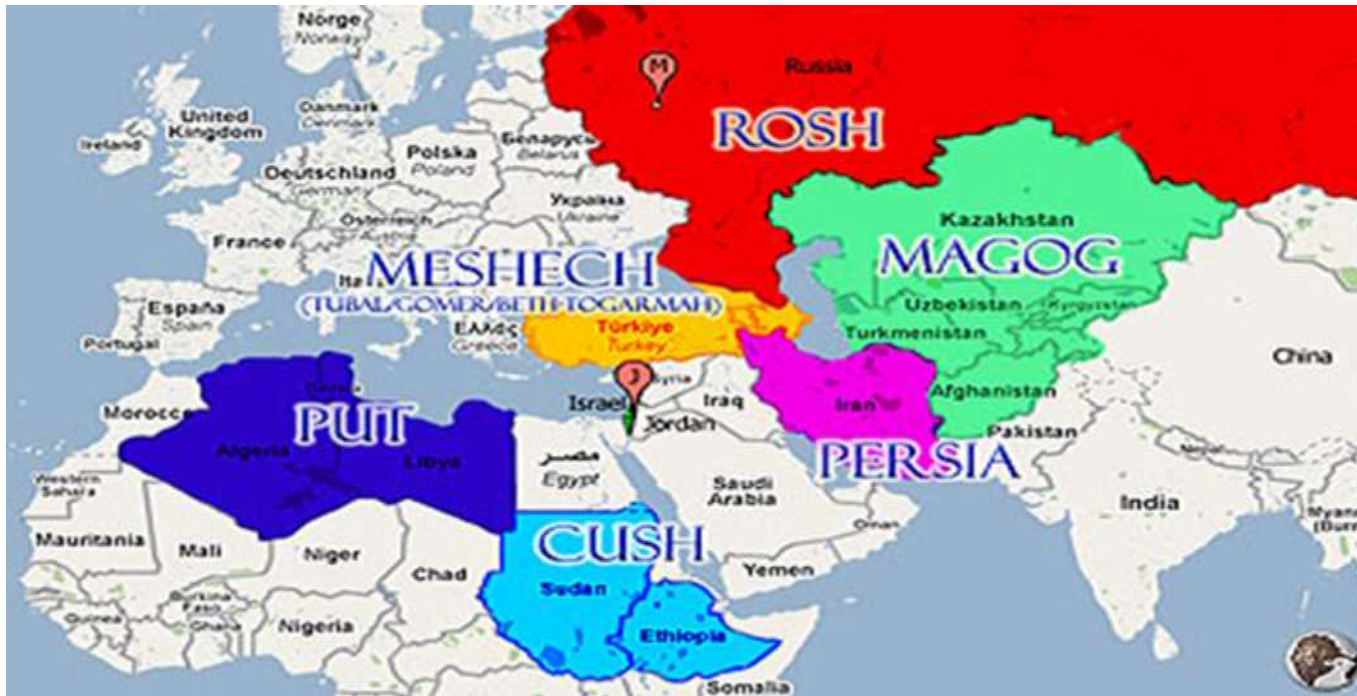 Norge
Norway
M
Russia
ROSH
United
Kingdom
Ireland
Danmark
Denmark
Беларусь
Belarus
Polska
Poland
Deutschland
Germany
Україна
Ukraine
Österreich
Austria
France
Kazakhstan
MAGOG
MESHECH
(TUBAL/GOMER/BETH-TOGARMAH)
España
Spain
Portugal
Ελλάς
Greece
Türkiye
Turkey
Uzbekistan
Kyrgyzstan
Turkmenistan
China
J
Syria
Iraq
Iran
Afghanistan
Israel
Jordan
Pakistan
Morocco
PUT
Algeria
Libya
PERSIA
Nepal
مصر
Egypt
Western
Sahara
Saudi
Arabia
India
Oman
Mauritania
Mali
Niger
Chad
CUSH
Sudan
Yemen
Burkina
Faso
Guinea
Ghana
Nigeria
Ethiopia
Somalia